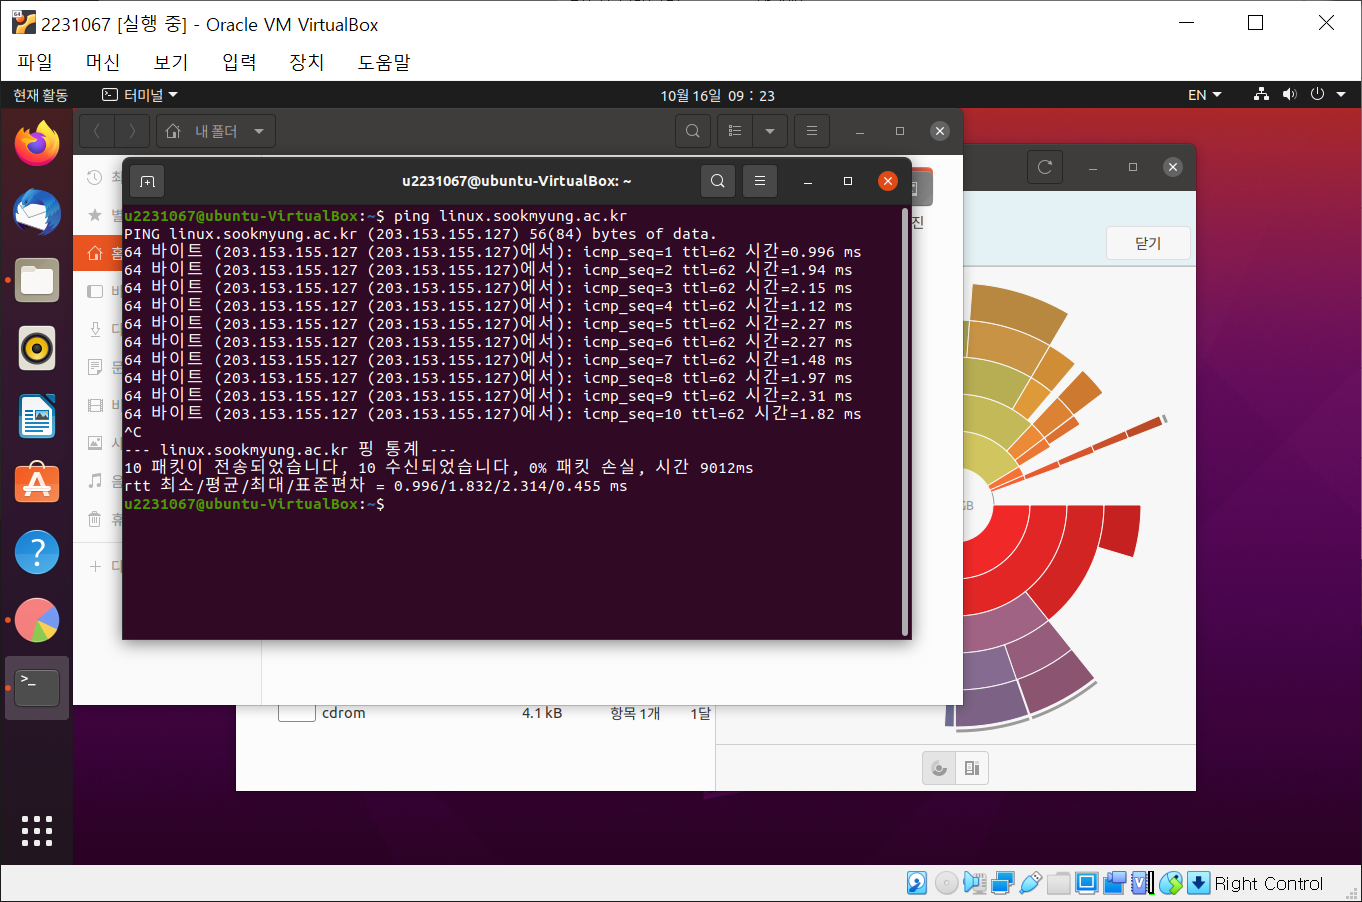 2231067 [실행 중] - Oracle VM VirtualBox
파일 머신 보기 입력 장치 도움말
현재 활동 터미널 10월 16일 09 : 23 EN
내 폴더
u2231067@ubuntu-VirtualBox: ~
진
닫기
u2231067@ubuntu-VirtualBox:~$ ping linux.sookmyung.ac.kr
PING linux.sookmyung.ac.kr (203.153.155.127) 56(84) bytes of data.
64 바이트 (203.153.155.127 (203.153.155.127)에서): icmp_seq=1 ttl=62 시간=0.996 ms
64 바이트 (203.153.155.127 (203.153.155.127)에서): icmp_seq=2 ttl=62 시간=1.94 ms
64 바이트 (203.153.155.127 (203.153.155.127)에서): icmp_seq=3 ttl=62 시간=2.15 ms
64 바이트 (203.153.155.127 (203.153.155.127)에서): icmp_seq=4 ttl=62 시간=1.12 ms
64 바이트 (203.153.155.127 (203.153.155.127)에서): icmp_seq=5 ttl=62 시간=2.27 ms
64 바이트 (203.153.155.127 (203.153.155.127)에서): icmp_seq=6 ttl=62 시간=2.27 ms
64 바이트 (203.153.155.127 (203.153.155.127)에서): icmp_seq=7 ttl=62 시간=1.48 ms
64 바이트 (203.153.155.127 (203.153.155.127)에서): icmp_seq=8 ttl=62 시간=1.97 ms
64 바이트 (203.153.155.127 (203.153.155.127)에서): icmp_seq=9 ttl=62 시간=2.31 ms
64 바이트 (203.153.155.127 (203.153.155.127)에서): icmp_seq=10 ttl=62 시간=1.82 ms
^C
--- linux.sookmyung.ac.kr 핑 통계 ---
10 패킷이 전송되었습니다, 10 수신되었습니다, 0% 패킷 손실, 시간 9012ms
rtt 최소/평균/최대/표준편차 = 0.996/1.832/2.314/0.455 ms
u2231067@ubuntu-VirtualBox:~$
GB
cdrom 4.1 kB 항목 1개 1달
Right Control